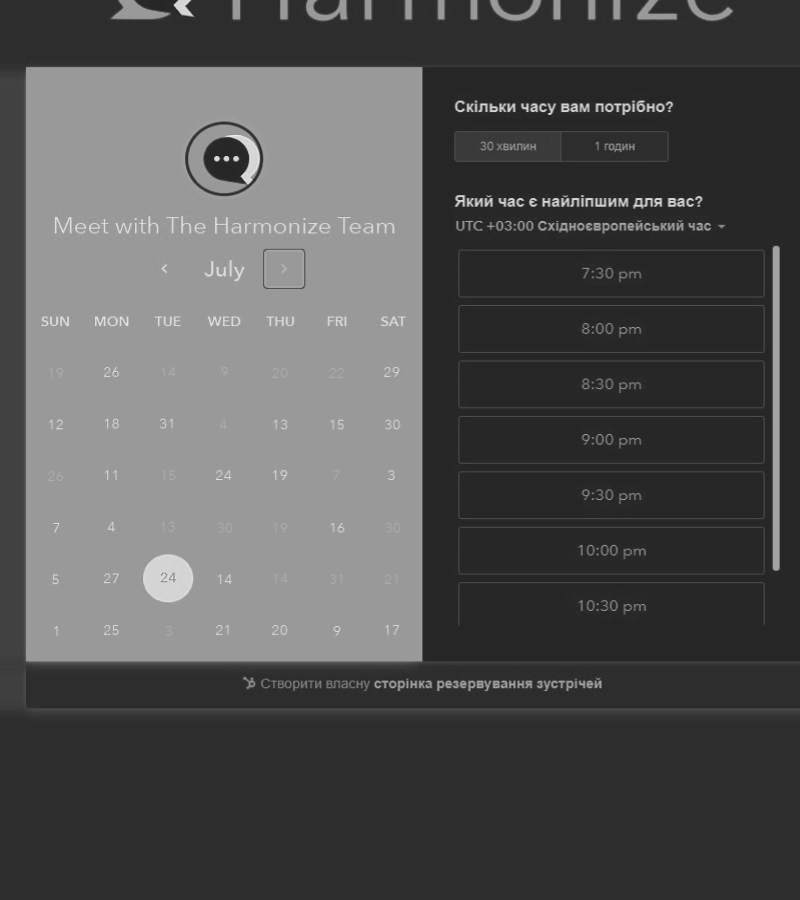 Harmonize
Meet with The Harmonize Team
July
SUN MON TUE WED THU FRI SAT
19 26 14 9 20 22 29
12 18 31 4 13 15 30
26 11 15 24 19 7 3
7 4 13 30 19 16 30
5 27 24 14 14 31 21
1 25 3 21 20 9 17
Скільки часу вам потрібно?
30 хвилин 1 годин
Який час є найліпшим для вас?
UTC +03:00 Східноєвропейський час
7:30 pm
8:00 pm
8:30 pm
9:00 pm
9:30 pm
10:00 pm
10:30 pm
Створити власну сторінка резервування зустрічей